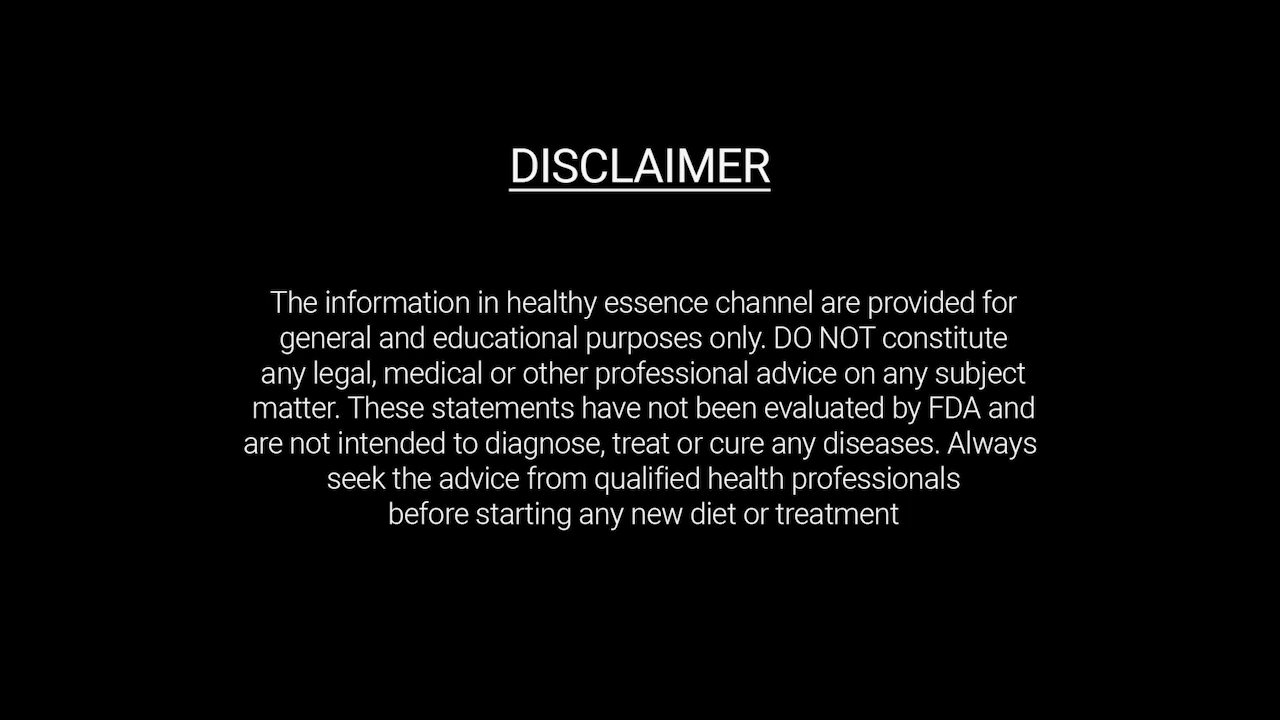 DISCLAIMER
The information in healthy essence channel are provided for
general and educational purposes only. DO NOT constitute
any legal, medical or other professional advice on any subject
matter. These statements have not been evaluated by FDA and
are not intended to diagnose, treat or cure any diseases. Always
seek the advice from qualified health professionals
before starting any new diet or treatment